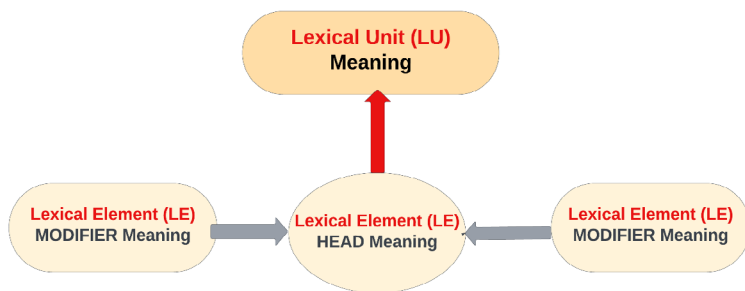 Lexical Unit (LU)
Meaning
Lexical Element (LE)
MODIFIER Meaning
Lexical Element (LE)
HEAD Meaning
Lexical Element (LE)
MODIFIER Meaning